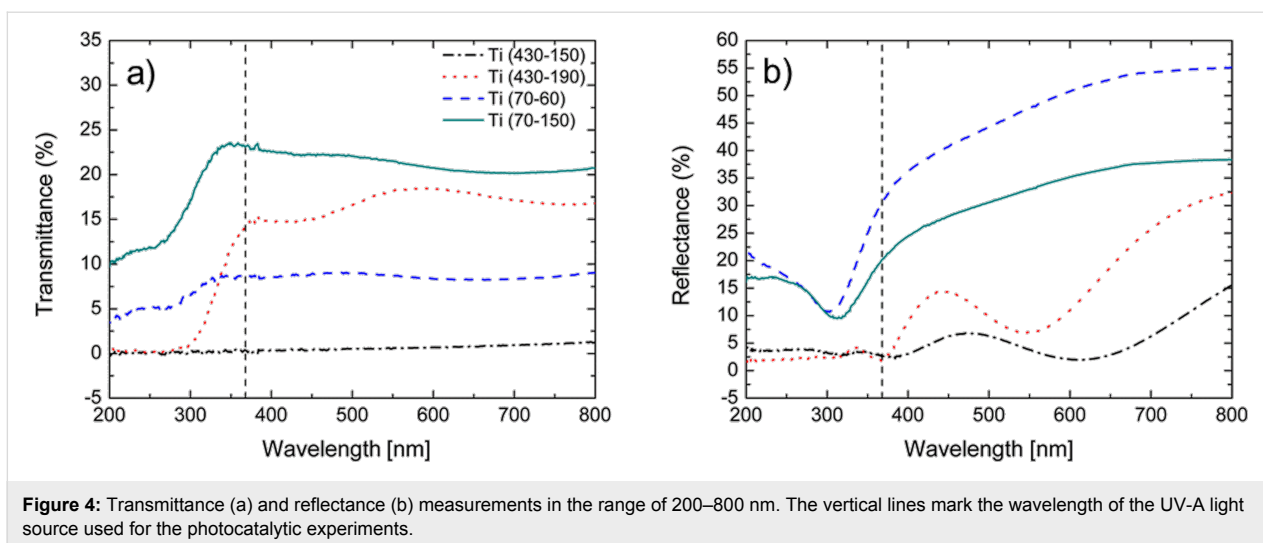 a)
Ti (430-150)
Ti (430-190)
Ti (70-60)
Ti (70-150)
35
30
25
20
15
10
5
0
-5
Transmittance (%)
200 300 400 500 600 700 800
Wavelength [nm]
b)
60
55
50
45
40
35
30
25
20
15
10
5
0
-5
Reflectance (%)
200 300 400 500 600 700 800
Wavelength [nm]
Figure 4: Transmittance (a) and reflectance (b) measurements in the range of 200–800 nm. The vertical lines mark the wavelength of the UV-A light
source used for the photocatalytic experiments.